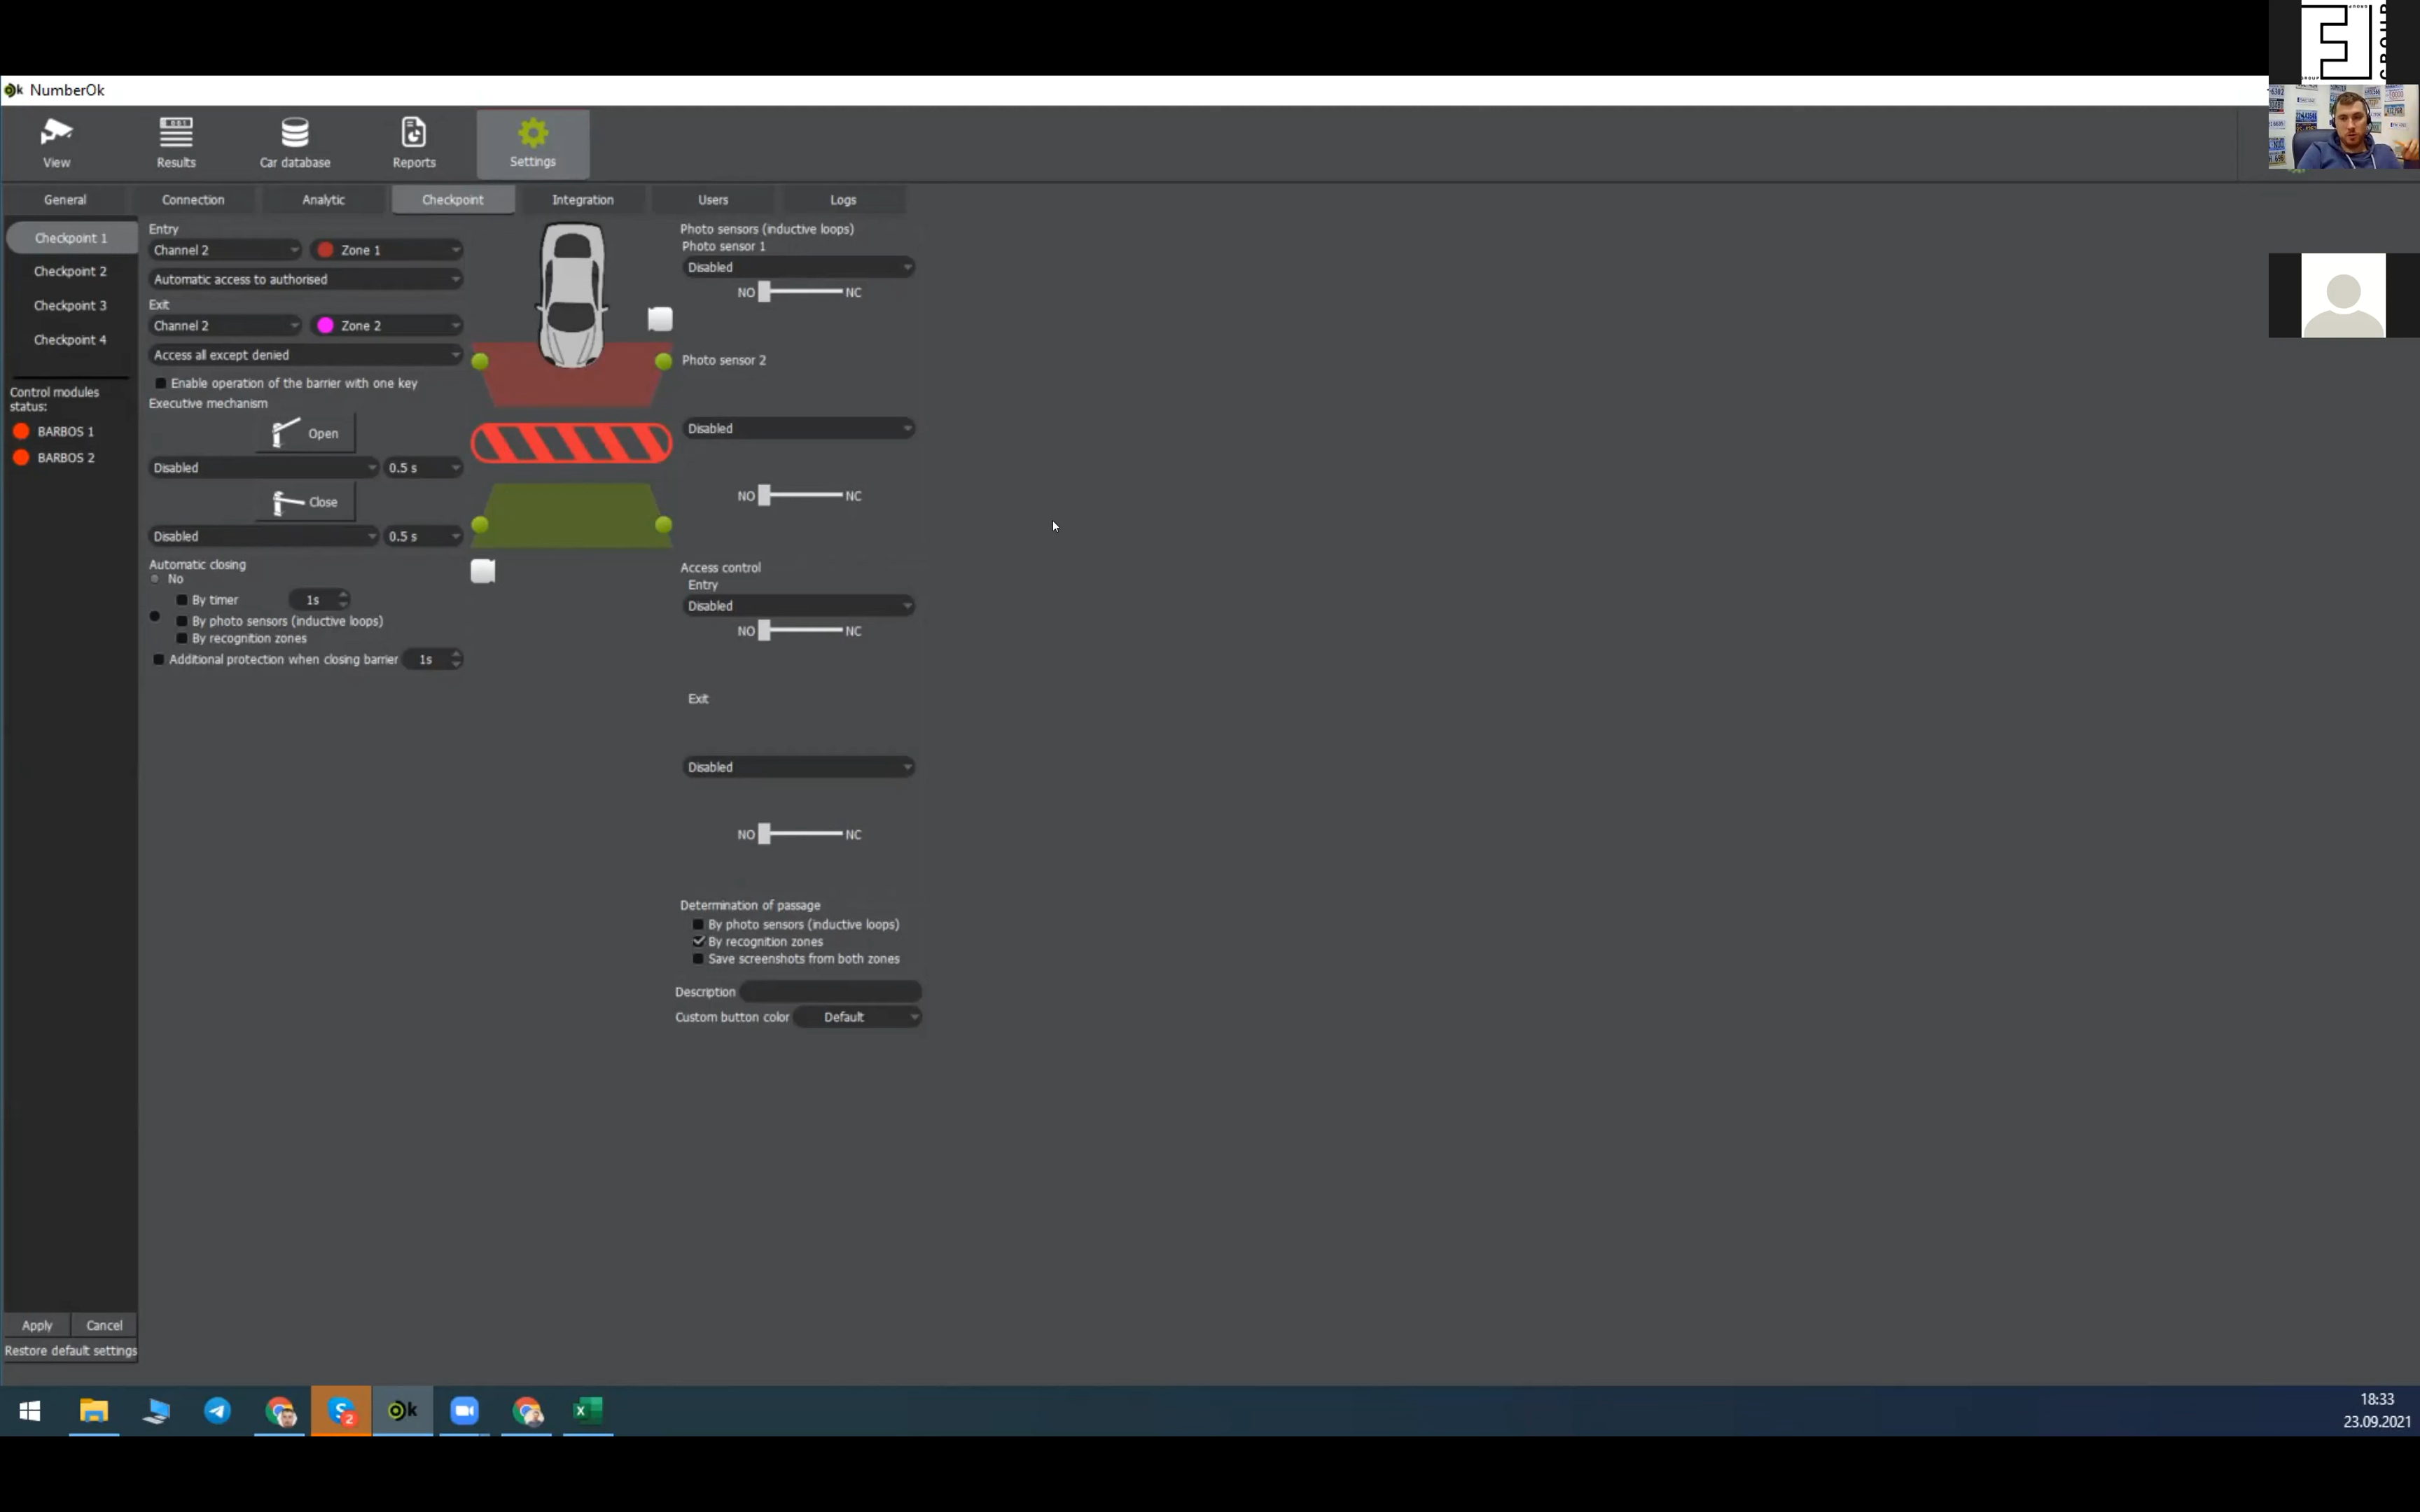 GROUP
NumberOk
View
Results
Car database
Reports
Settings
General
Connection
Analytic
Checkpoint
Integration
Users
Logs
Checkpoint 1
Checkpoint 2
Checkpoint 3
Checkpoint 4
Control modules
status:
BARBOS 1
BARBOS 2
Entry
Channel 2
Zone 1
Automatic access to authorised
Exit
Channel 2
Zone 2
Access all except denied
Enable operation of the barrier with one key
Executive mechanism
Open
Disabled
0.5 s
Close
Disabled
0.5 s
Automatic closing
No
By timer
1s
By photo sensors (inductive loops)
By recognition zones
Additional protection when closing barrier
1s
Photo sensors (inductive loops)
Photo sensor 1
Disabled
NO
NC
Photo sensor 2
Disabled
NO
NC
Access control
Entry
Disabled
NO
NC
Exit
Disabled
NO
NC
Determination of passage
By photo sensors (inductive loops)
By recognition zones
Save screenshots from both zones
Description
Custom button color
Default
Apply
Cancel
Restore default settings
18:33
23.09.2021